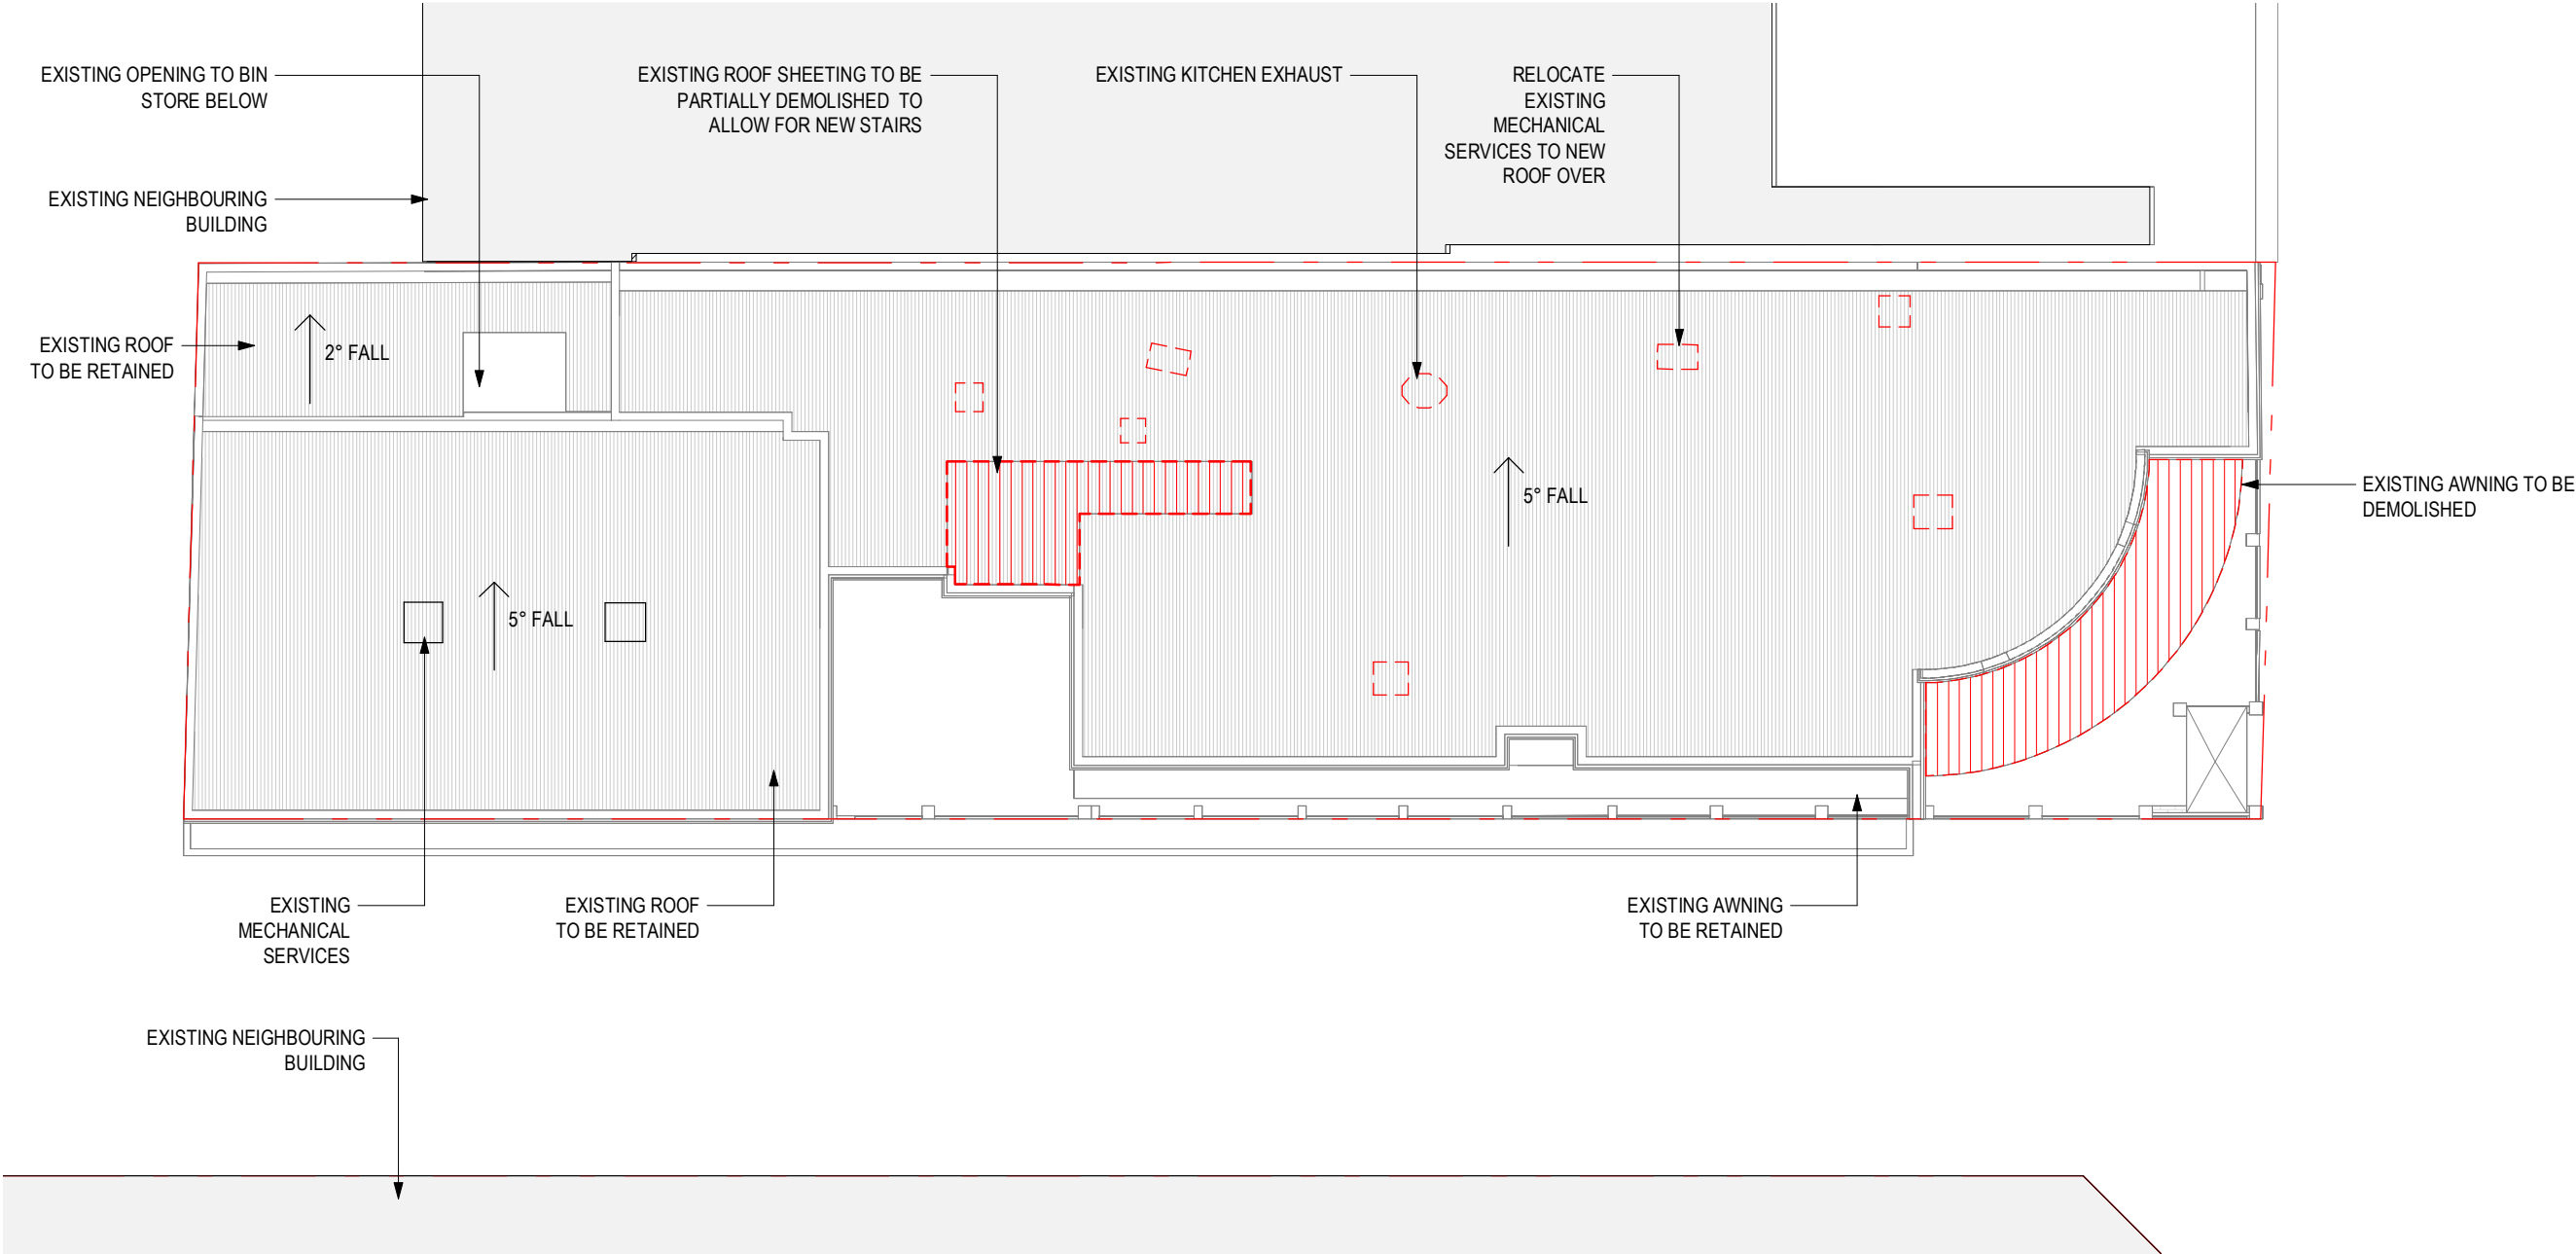 EXISTING OPENING TO BIN
STORE BELOW
EXISTING ROOF SHEETING TO BE
PARTIALLY DEMOLISHED TO
ALLOW FOR NEW STAIRS
EXISTING KITCHEN EXHAUST
RELOCATE
EXISTING
MECHANICAL
SERVICES TO NEW
ROOF OVER
EXISTING NEIGHBOURING
BUILDING
EXISTING ROOF
TO BE RETAINED
2° FALL
5° FALL
EXISTING AWNING TO BE
DEMOLISHED
5° FALL
EXISTING
MECHANICAL
SERVICES
EXISTING ROOF
TO BE RETAINED
EXISTING AWNING
TO BE RETAINED
EXISTING NEIGHBOURING
BUILDING